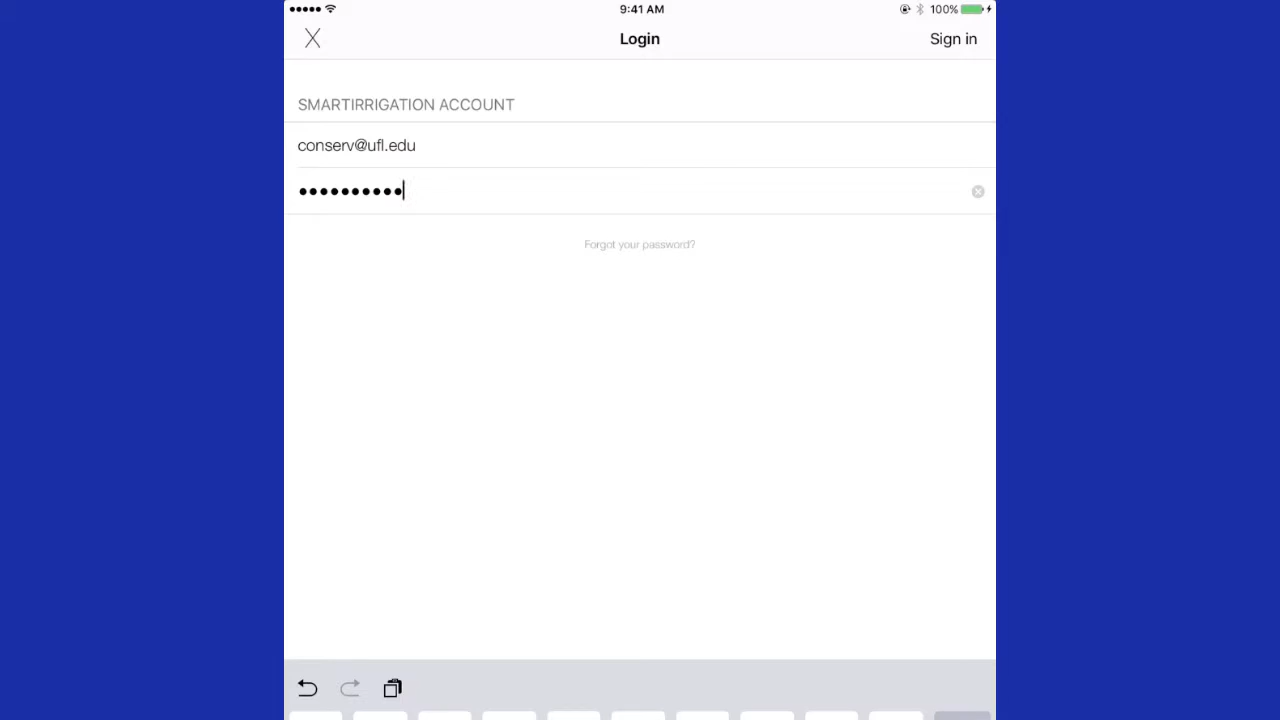 9:41 AM
100%
Login
Sign in
SMARTIRRIGATION ACCOUNT
conserv@ufl.edu
••••••••••
Forgot your password?